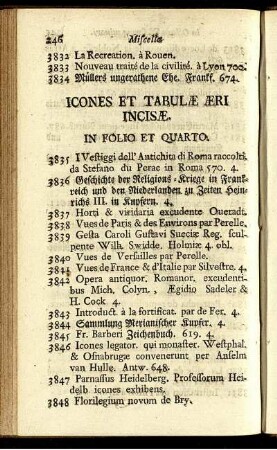 246 Miscella
3832 La Recreation, à Rouen.
3833 Nouveau traité de la civilité. à Lyon 700.
3834 Müllers ungerathene Ehe. Franff. 674.
ICONES ET TABULÆ ÆRI
INCISÆ.
IN FOLIO ET QUARTO.
3835 I Vestiggi dell' Antichita di Roma raccolti.
da Stefano du Perac in Roma 570. 4.
3836 Geschichte der Religions-Kriege in Franck-
reich und den Niederlanden zu Zeiten Hein-
richs III. in Kupfern. 4.
3837 Horti & viridaria excudente Oueradt.
3838 Vues de Paris & des Environs par Perelle.
3839 Gesta Caroli Gustavi Sueciæ Reg. scul-
pente Wilh. Swidde. Holmiæ 4. obl.
3840 Vues de Versailles par Perelle.
3841 Vues de France & d'Italie par Silvestre. 4.
3842 Opera antiquor. Romanor. excudenti-
bus Mich. Colyn. Ægidio Sadeler &
H. Cock. 4.
3843 Introduct. à la fortificat. par de Fer. 4.
3844 Sammlung Merianischer Kupfer. 4.
3845 Fr. Barberi Zeichenbuch. 619. 4.
3846 Icones legator. qui monaster. Westphal.
& Osnabrugæ convenerunt per Anselm
van Hulle. Antw. 648.
3847 Parnassus Heidelberg. Professorum Hei-
delb. icones exhibens.
3848 Florilegium novum de Bry.